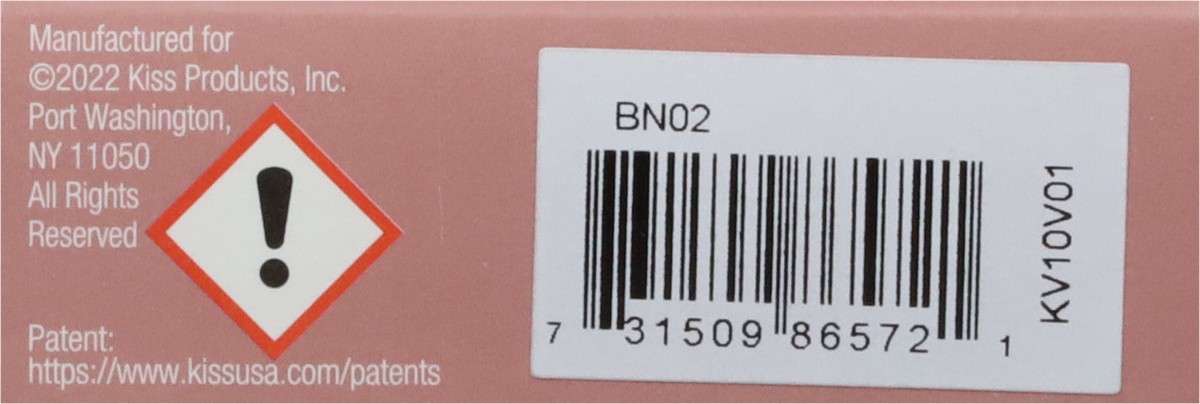 Manufactured for
©2022 Kiss Products, Inc.
Port Washington,
NY 11050
All Rights
Reserved
Patent:
https://www.kissusa.com/patents
BN02
7 31509 86572 1
KV10V01